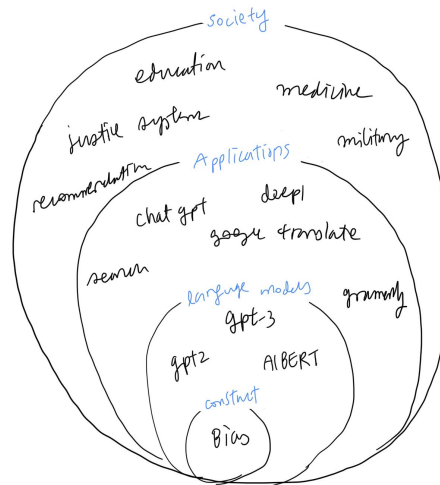 society
education
medicine
justice system
military
Applications
recommendation
chat gpt
deepl
google translate
search
language models
grammarly
gpt-3
gpt2
AlBERT
construct
Bias